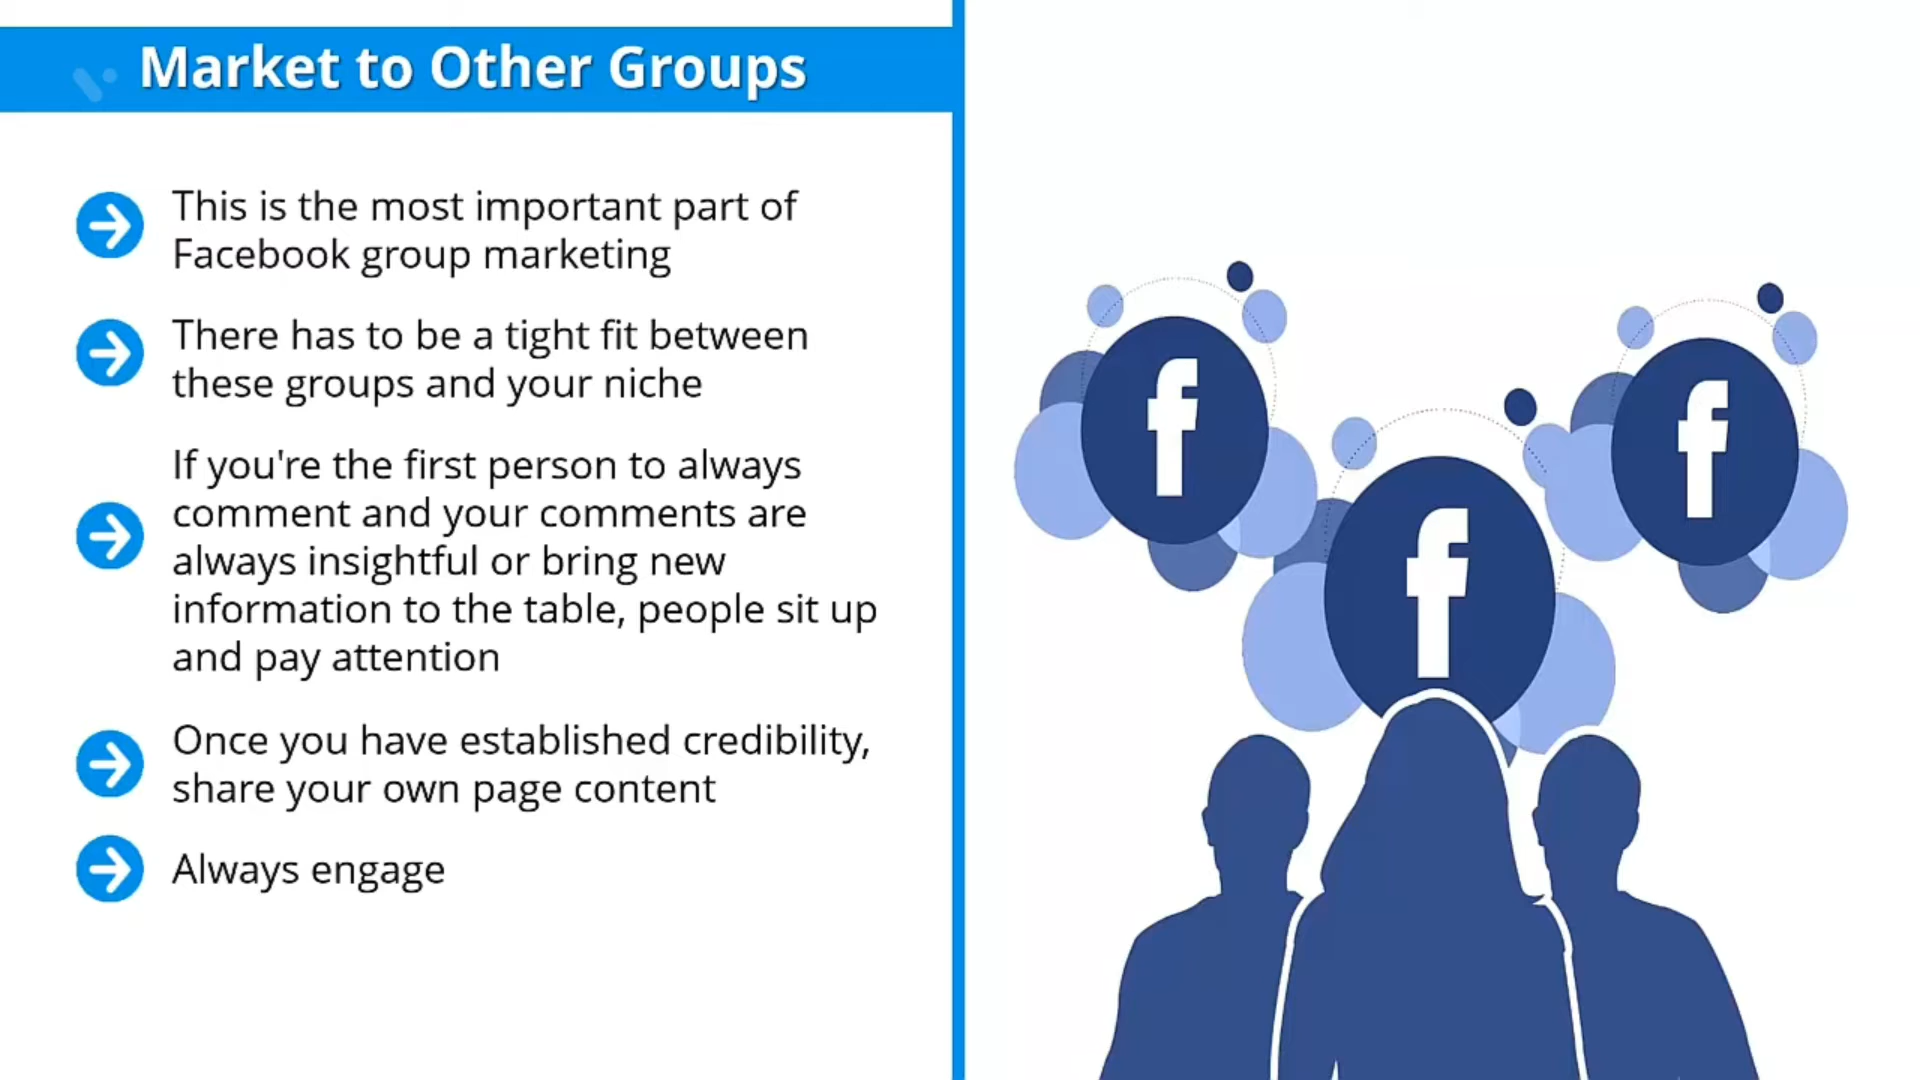 Market to Other Groups
This is the most important part of
Facebook group marketing
There has to be a tight fit between
these groups and your niche
If you're the first person to always
comment and your comments are
always insightful or bring new
information to the table, people sit up
and pay attention
Once you have established credibility,
share your own page content
Always engage
f
f
f